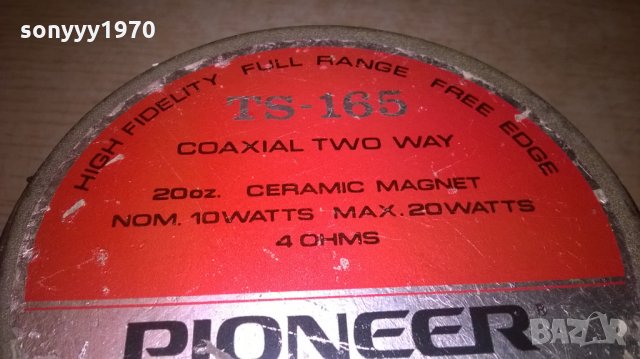 sonyyy1970
HIGH FIDELITY FULL RANGE FREE EDGE
TS-165
COAXIAL TWO WAY
20oz. CERAMIC MAGNET
NOM. 10WATTS MAX. 20WATTS
4 OHMS
PIONEER
BAZAR